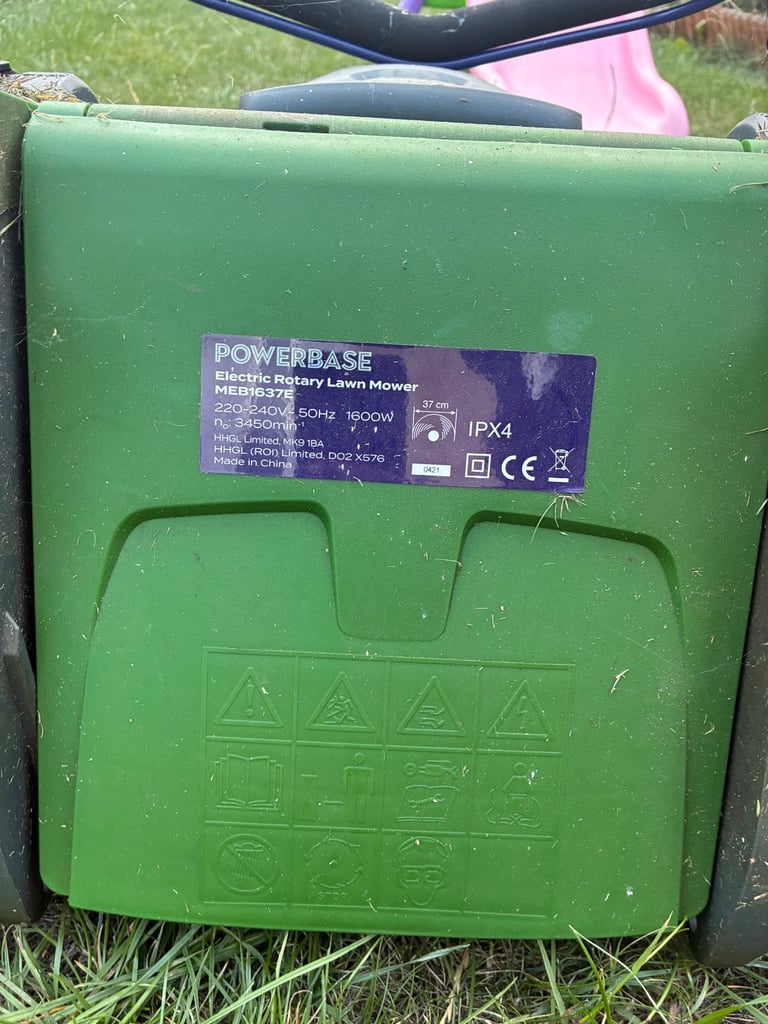 POWERBASE
Electric Rotary Lawn Mower
MEB1637E
220-240V~ 50Hz 1600W
n₀: 3450min⁻¹
HHGL Limited, MK9 1BA
HHGL (ROI) Limited, D02 X576
Made in China
37 cm
IPX4
0421
CE
STOP